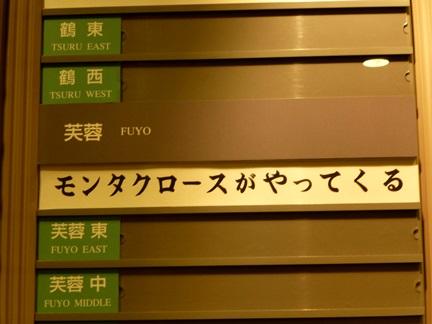 鶴 東
TSURU EAST
鶴 西
TSURU WEST
芙蓉 FUYO
モンタクロースがやってくる
芙蓉 東
FUYO EAST
芙蓉 中
FUYO MIDDLE